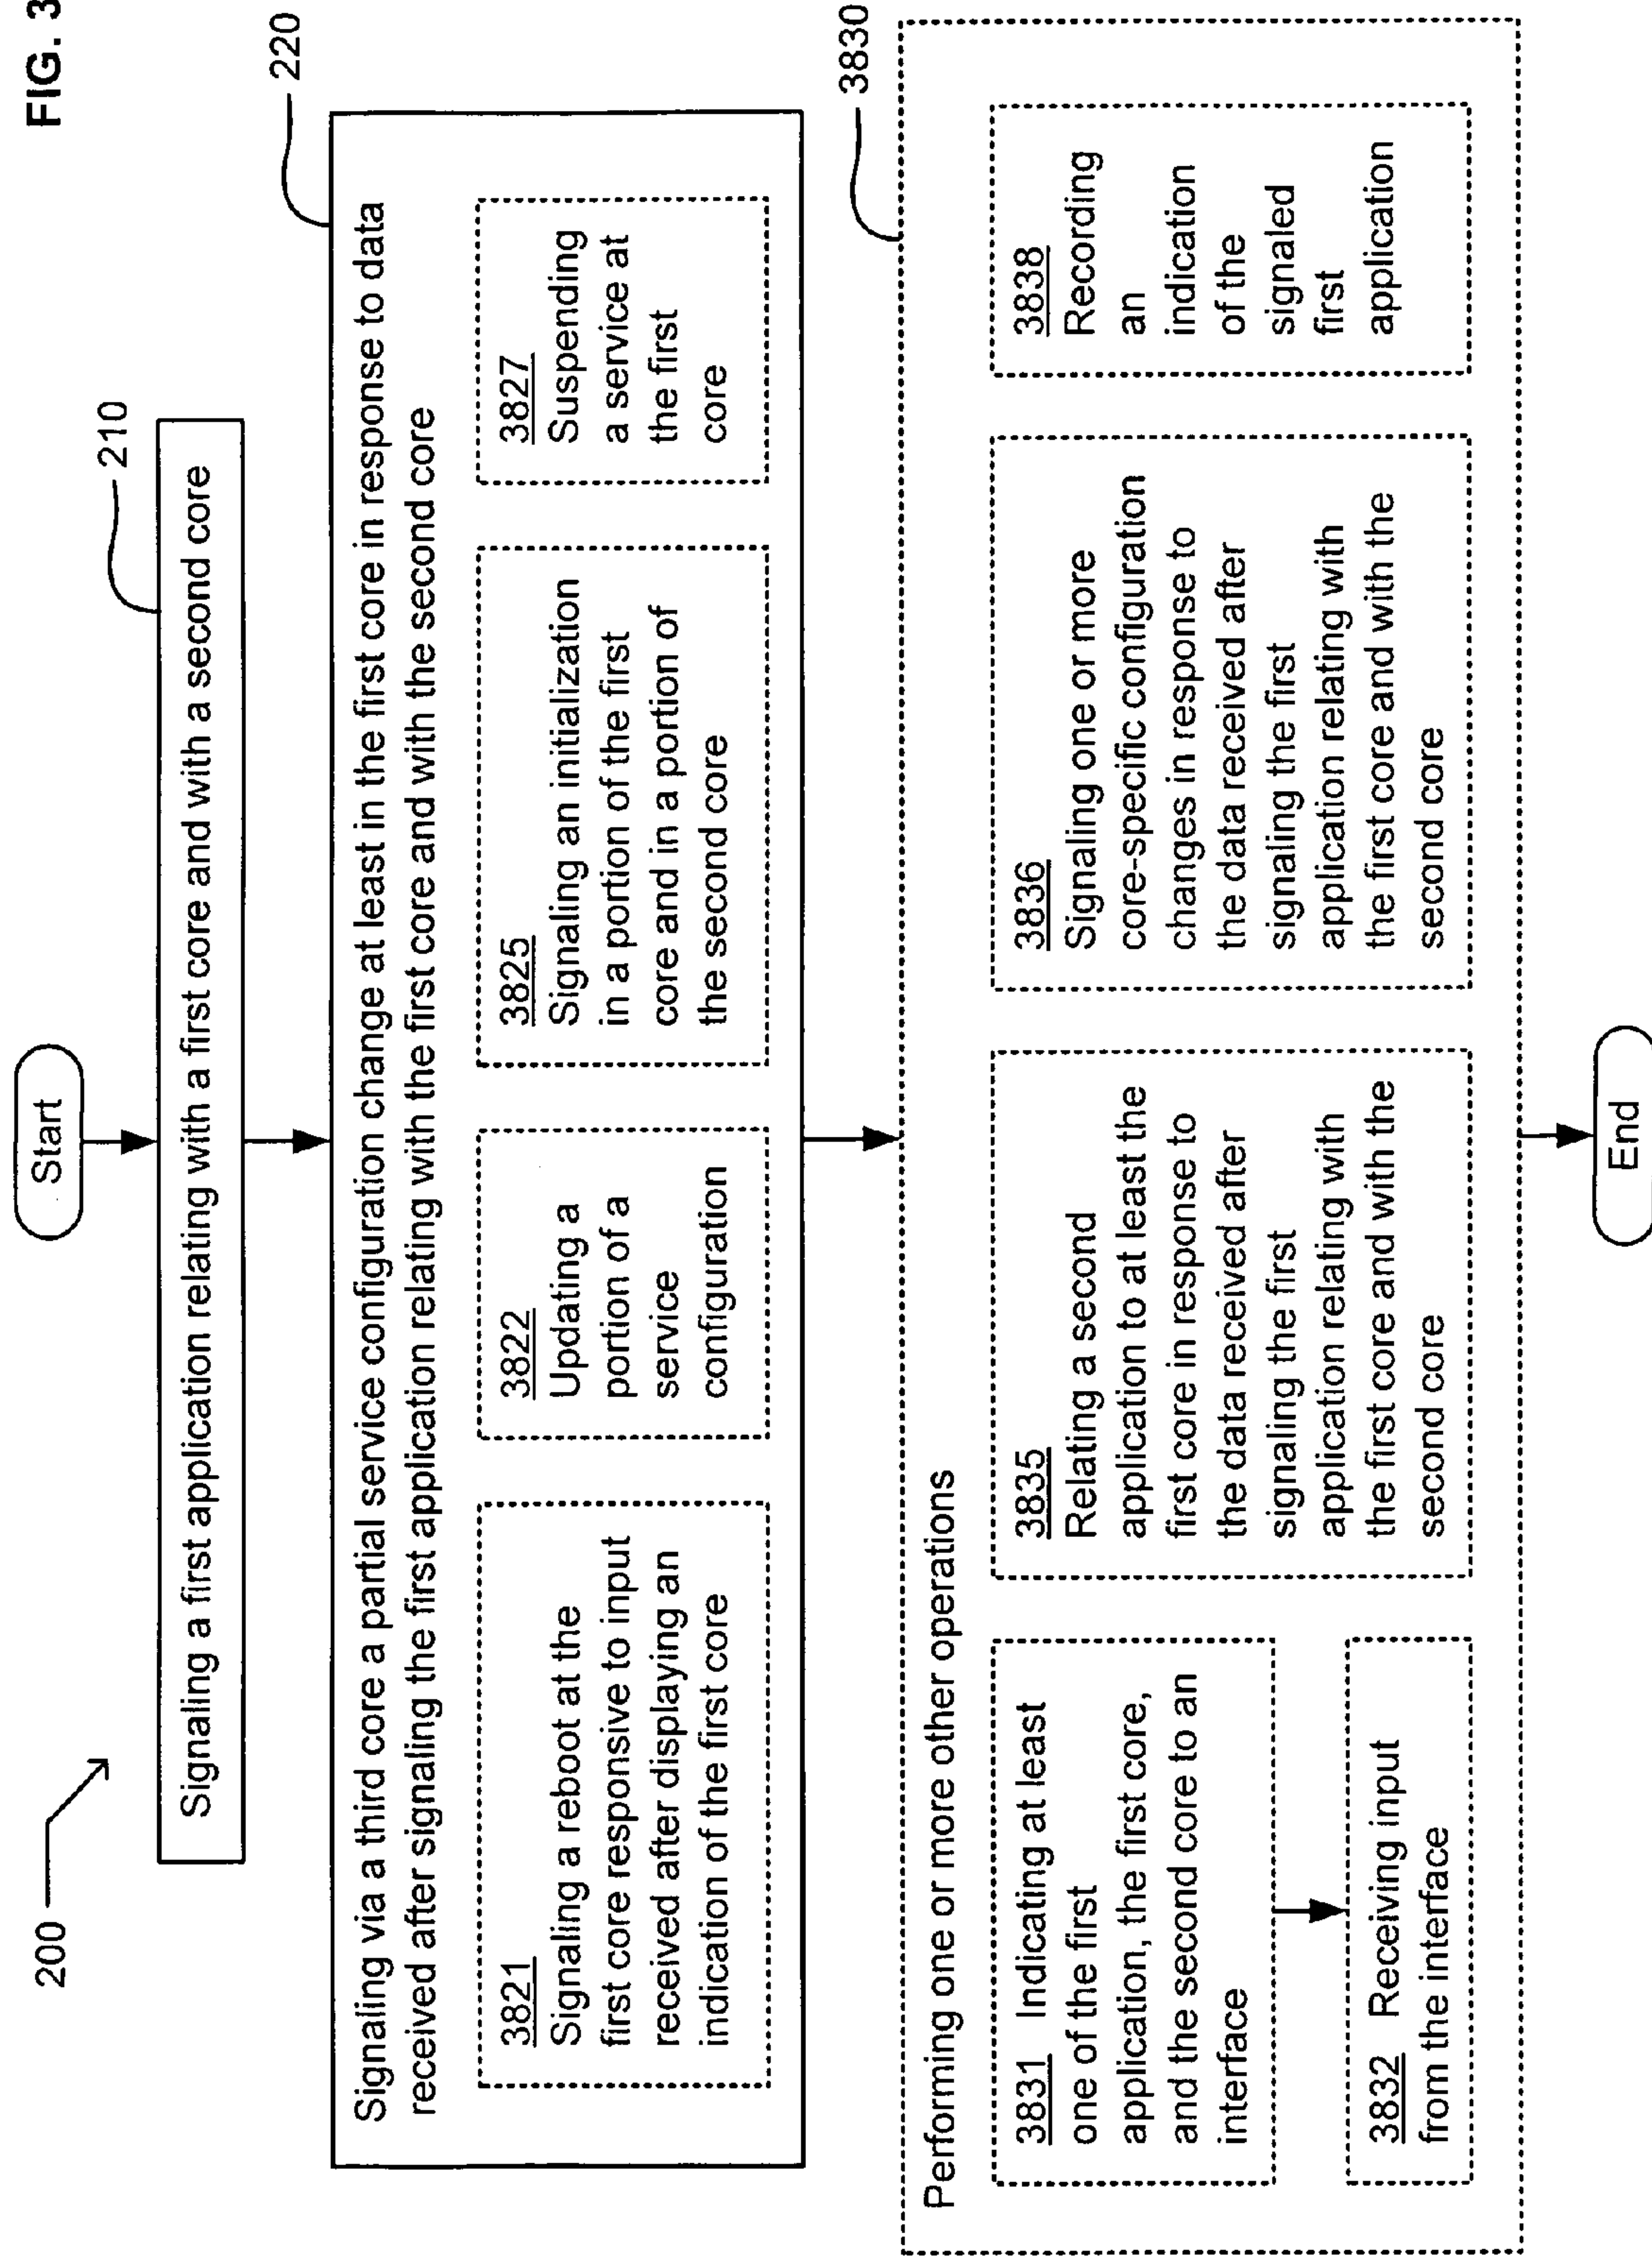 FIG. 3
200
Start
210
Signaling a first application relating with a first core and with a second core
220
Signaling via a third core a partial service configuration change at least in the first core in response to data
received after signaling the first application relating with the first core and with the second core
3821
Signaling a reboot at the
first core responsive to input
received after displaying an
indication of the first core
3822
Updating a
portion of a
service
configuration
3825
Signaling an initialization
in a portion of the first
core and in a portion of
the second core
3827
Suspending
a service at
the first
core
3830
Performing one or more other operations
3831 Indicating at least
one of the first
application, the first core,
and the second core to an
interface
3832 Receiving input
from the interface
3835
Relating a second
application to at least the
first core in response to
the data received after
signaling the first
application relating with
the first core and with the
second core
3836
Signaling one or more
core-specific configuration
changes in response to
the data received after
signaling the first
application relating with
the first core and with the
second core
3838
Recording
an
indication
of the
signaled
first
application
End